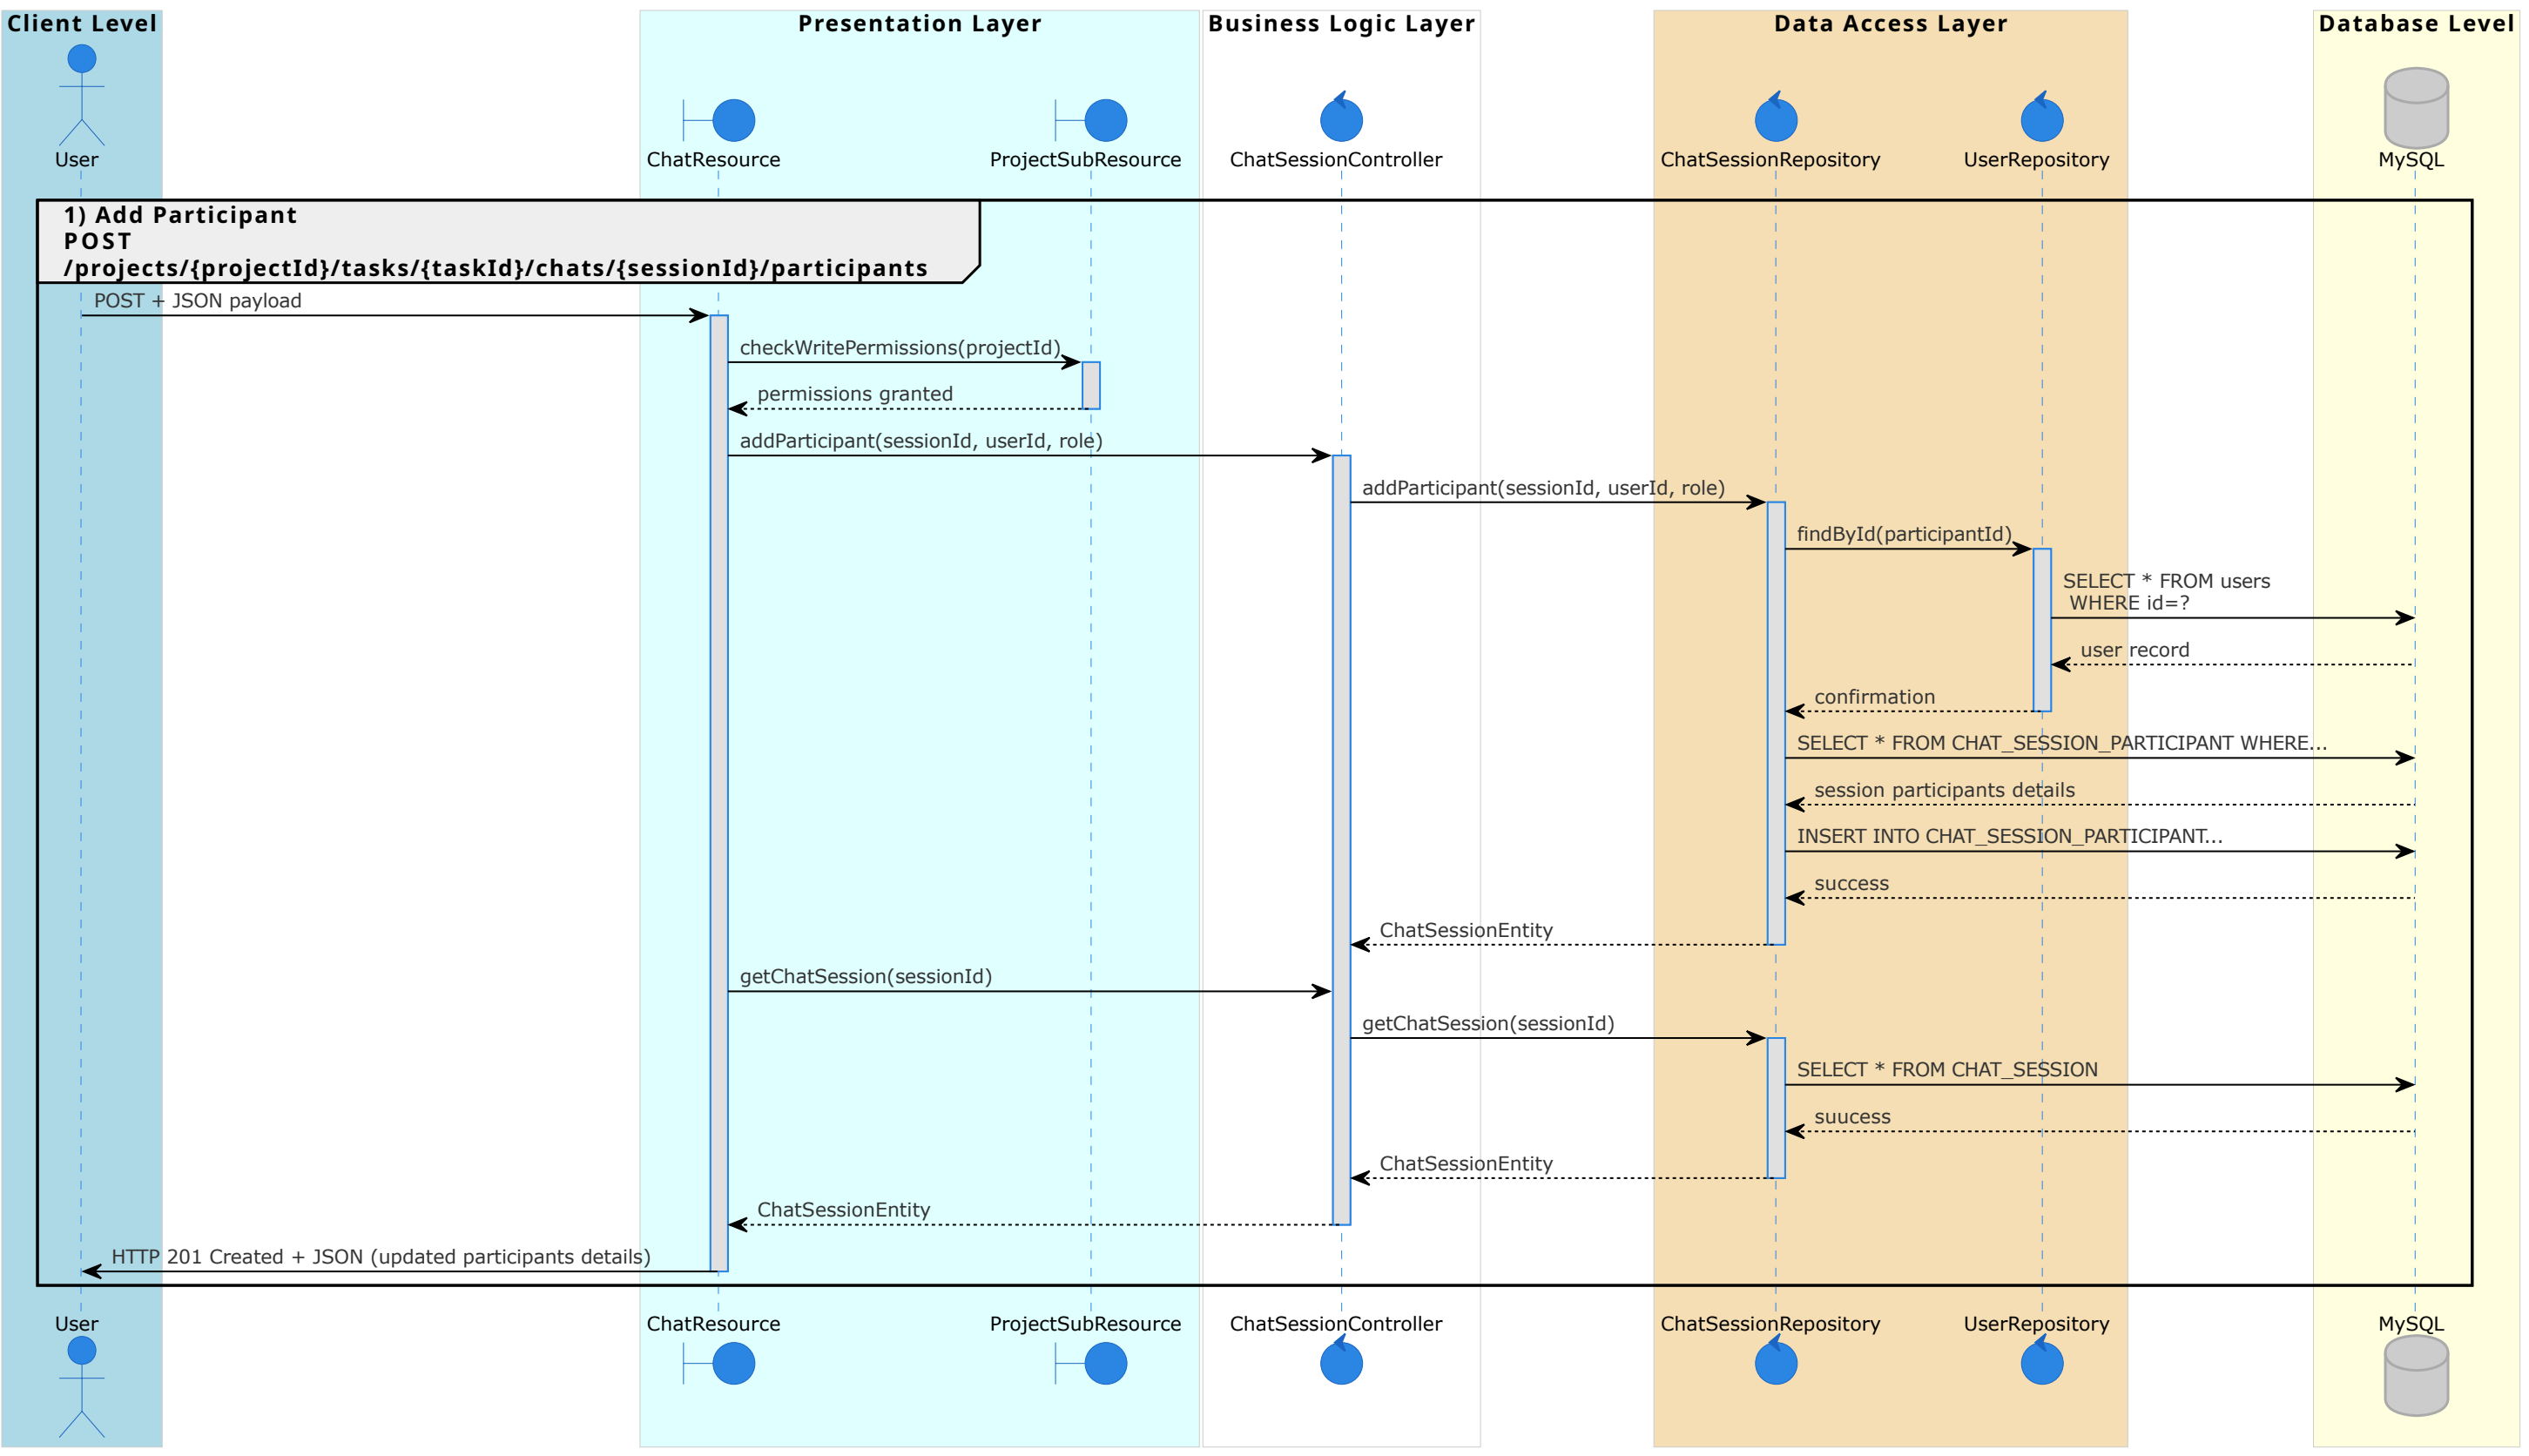 Client Level
Presentation Layer
Business Logic Layer
Data Access Layer
Database Level
User
ChatResource
ProjectSubResource
ChatSessionController
ChatSessionRepository
UserRepository
MySQL
1) Add Participant
POST
/projects/{projectId}/tasks/{taskId}/chats/{sessionId}/participants
POST + JSON payload
checkWritePermissions(projectId)
permissions granted
addParticipant(sessionId, userId, role)
addParticipant(sessionId, userId, role)
findById(participantId)
SELECT * FROM users
WHERE id=?
user record
confirmation
SELECT * FROM CHAT_SESSION_PARTICIPANT WHERE...
session participants details
INSERT INTO CHAT_SESSION_PARTICIPANT...
success
ChatSessionEntity
getChatSession(sessionId)
getChatSession(sessionId)
SELECT * FROM CHAT_SESSION
suucess
ChatSessionEntity
ChatSessionEntity
HTTP 201 Created + JSON (updated participants details)
User
ChatResource
ProjectSubResource
ChatSessionController
ChatSessionRepository
UserRepository
MySQL